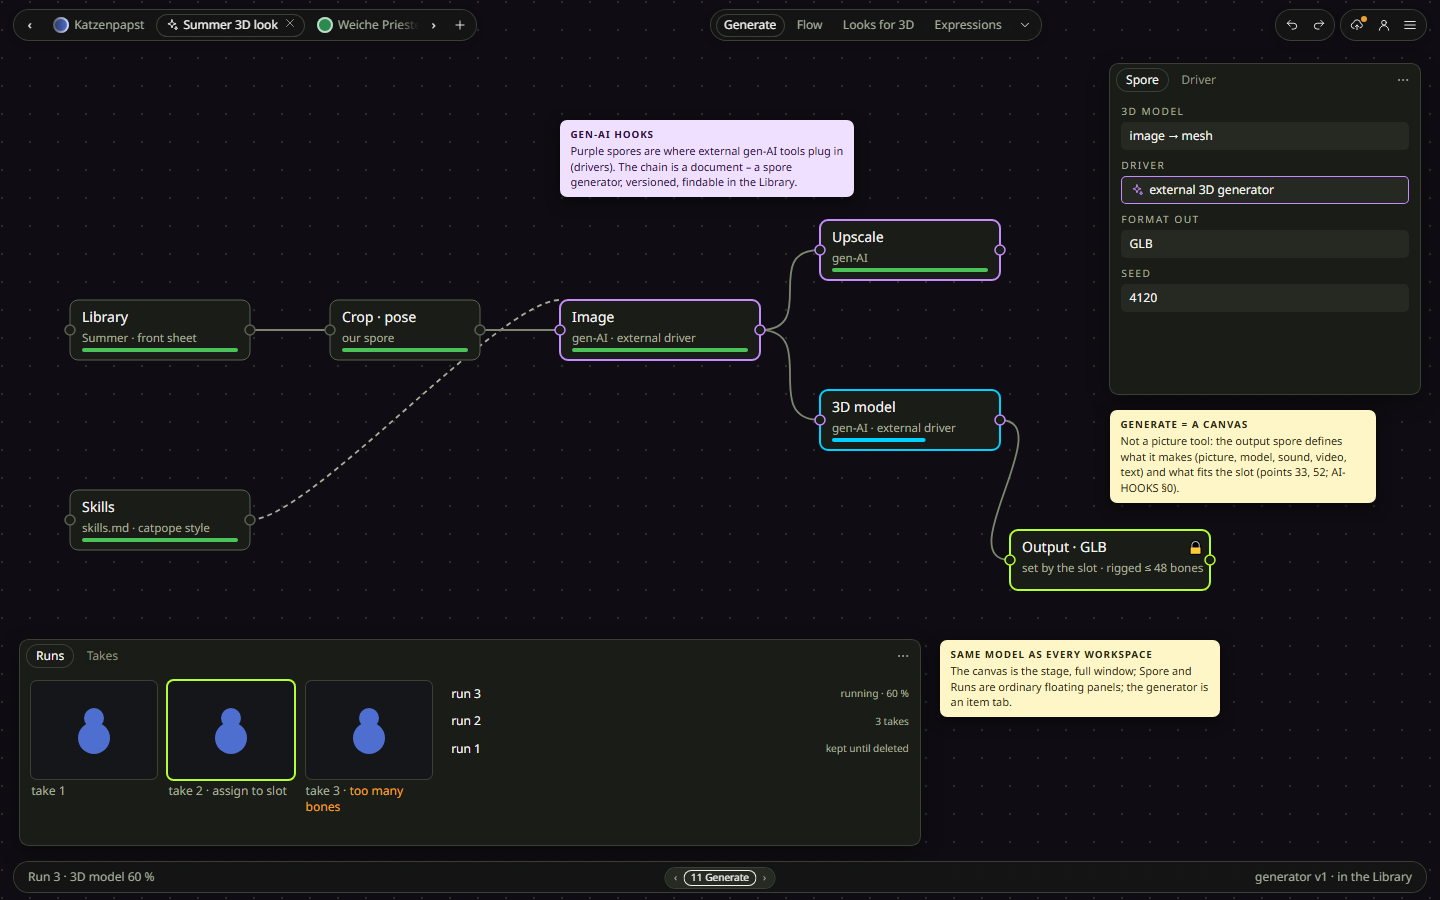 Katzenpapst
Summer 3D look
Weiche Priest
Generate
Flow
Looks for 3D
Expressions
Spore
Driver
3D MODEL
image → mesh
DRIVER
external 3D generator
FORMAT OUT
GLB
SEED
4120
GEN-AI HOOKS
Purple spores are where external gen-AI tools plug in
(drivers). The chain is a document – a spore
generator, versioned, findable in the Library.
Upscale
gen-AI
Library
Summer · front sheet
Crop · pose
our spore
Image
gen-AI · external driver
3D model
gen-AI · external driver
GENERATE = A CANVAS
Not a picture tool: the output spore defines
what it makes (picture, model, sound, video,
text) and what fits the slot (points 33, 52; AI-
HOOKS §0).
Skills
skills.md · catpope style
Output · GLB
set by the slot · rigged ≤ 48 bones
Runs
Takes
take 1
take 2 · assign to slot
take 3 · too many
bones
run 3
running · 60 %
run 2
3 takes
run 1
kept until deleted
SAME MODEL AS EVERY WORKSPACE
The canvas is the stage, full window; Spore and
Runs are ordinary floating panels; the generator is
an item tab.
Run 3 · 3D model 60 %
11 Generate
generator v1 · in the Library